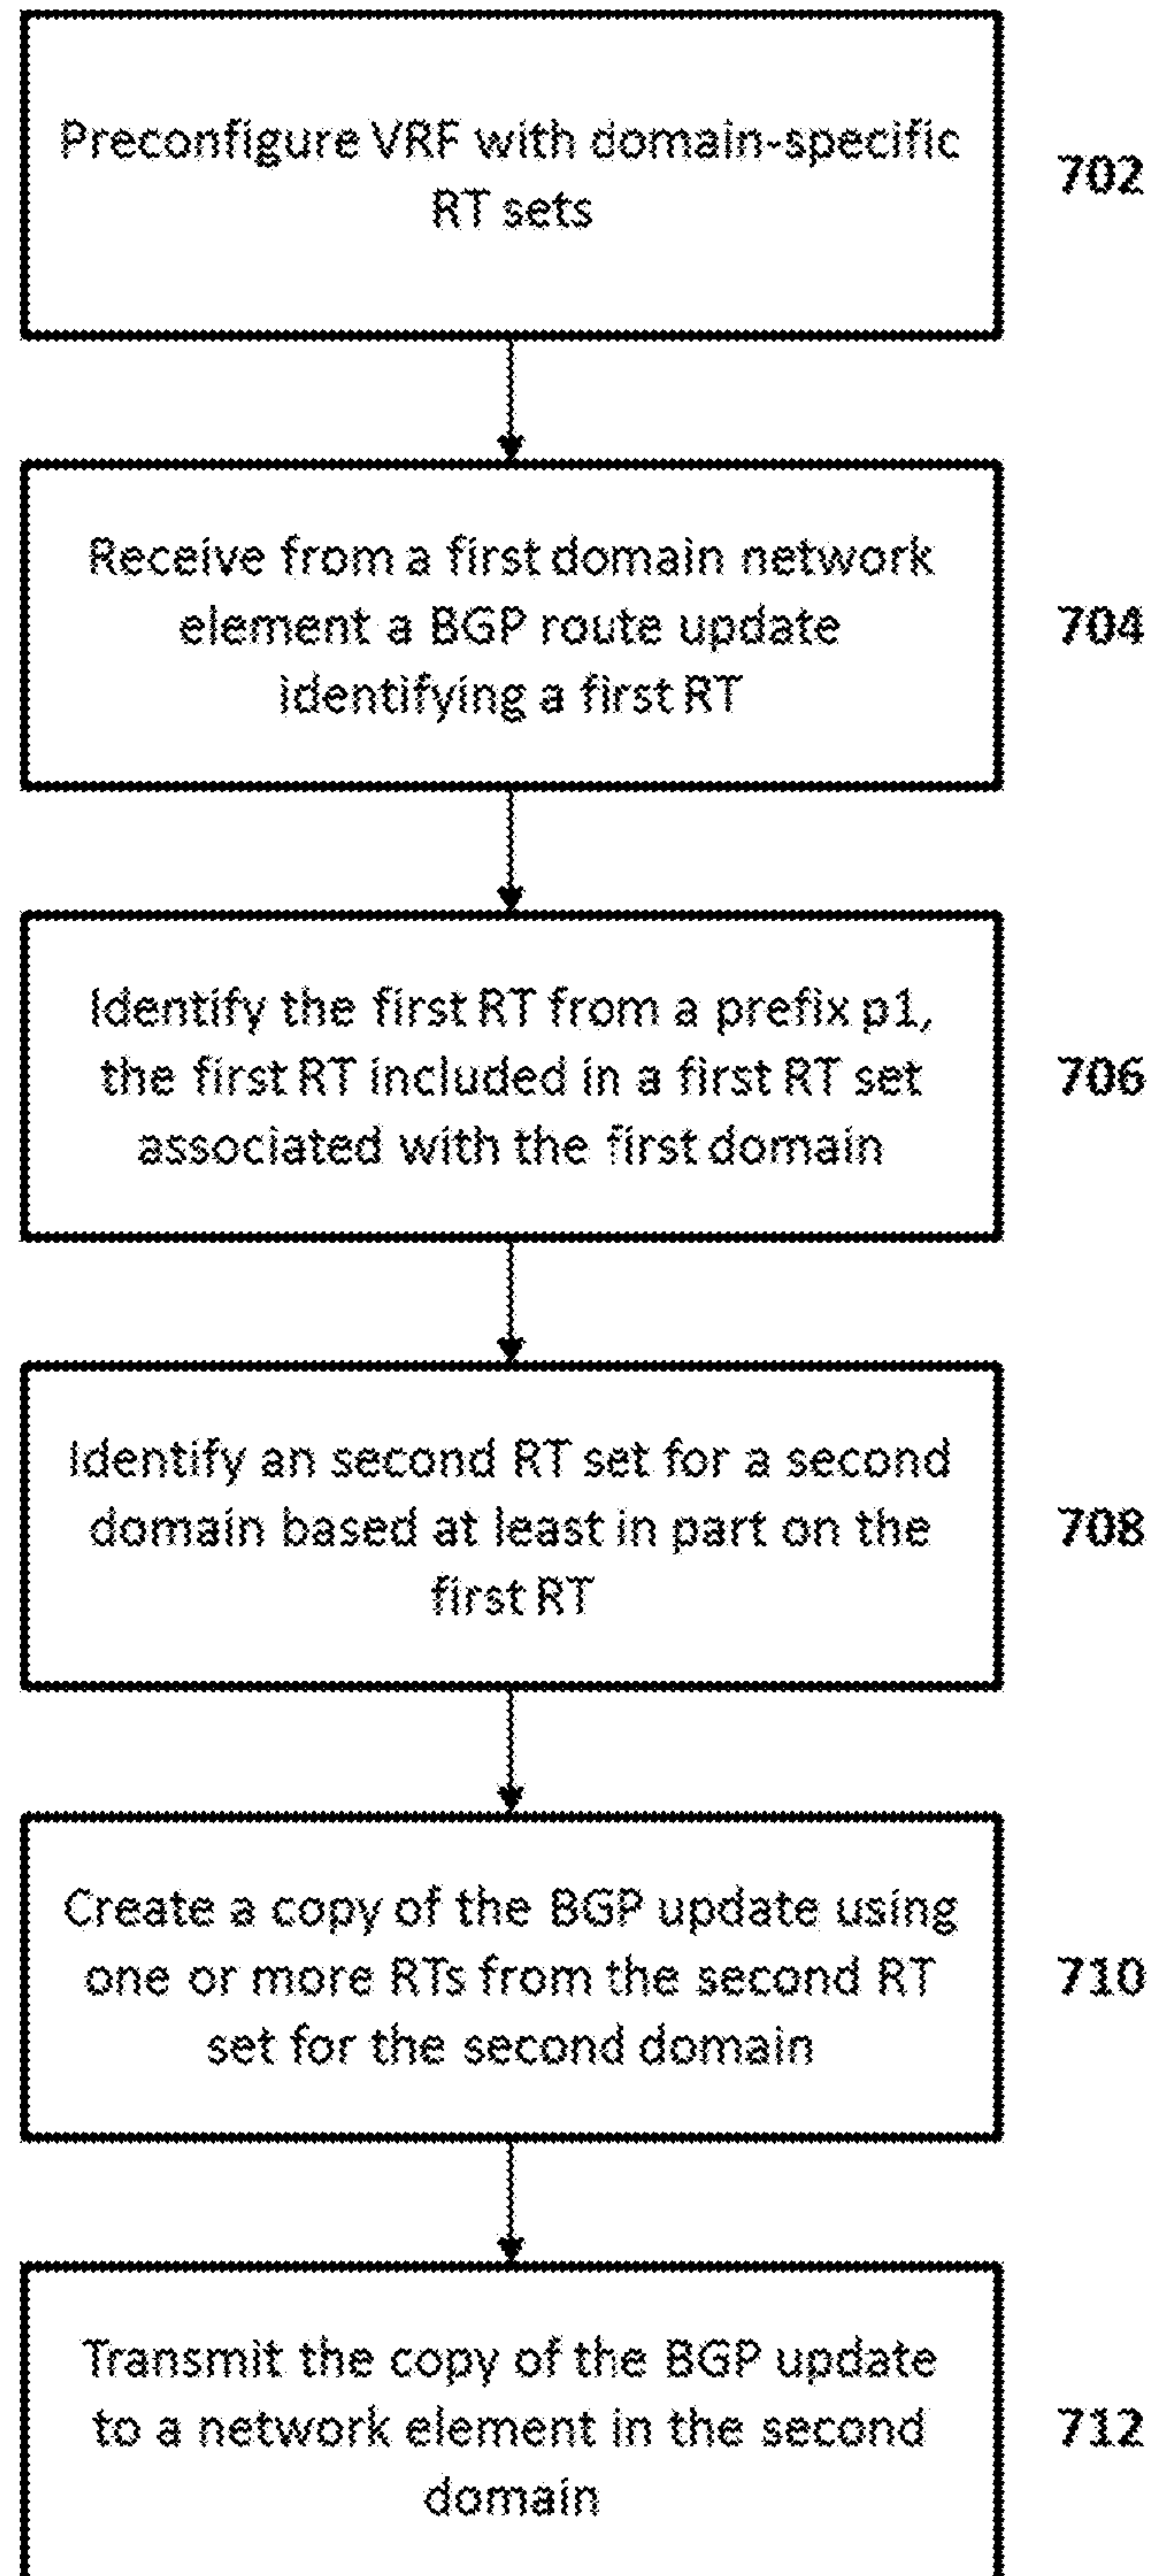 Preconfigure VRF with domain-specific
RT sets
702
Receive from a first domain network
element a BGP route update
identifying a first RT
704
Identify the first RT from a prefix p1,
the first RT included in a first RT set
associated with the first domain
706
Identify an second RT set for a second
domain based at least in part on the
first RT
708
Create a copy of the BGP update using
one or more RTs from the second RT
set for the second domain
710
Transmit the copy of the BGP update
to a network element in the second
domain
712